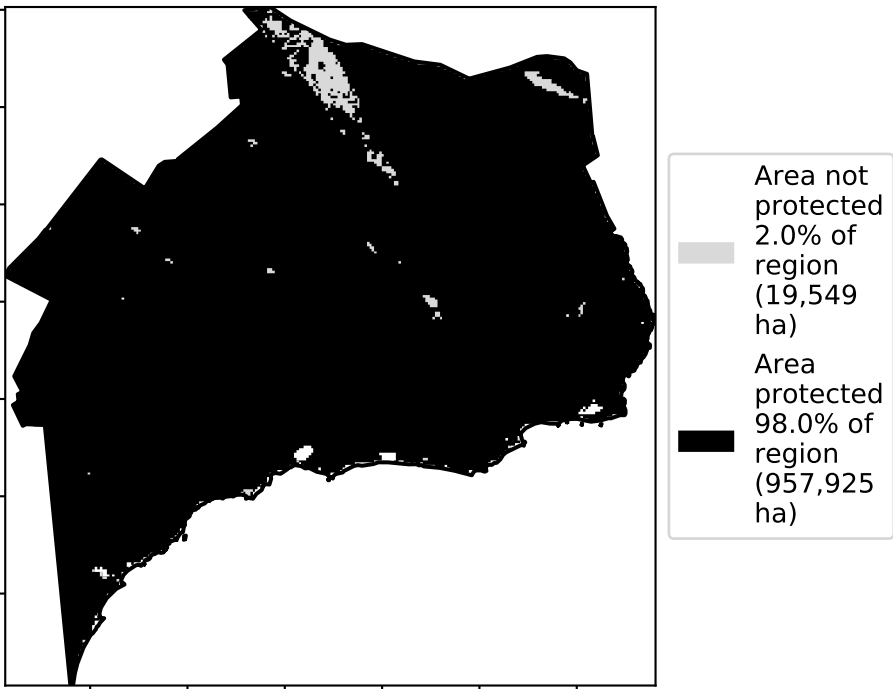 Area not
protected
2.0% of
region
(19,549
ha)
Area
protected
98.0% of
region
(957,925
ha)